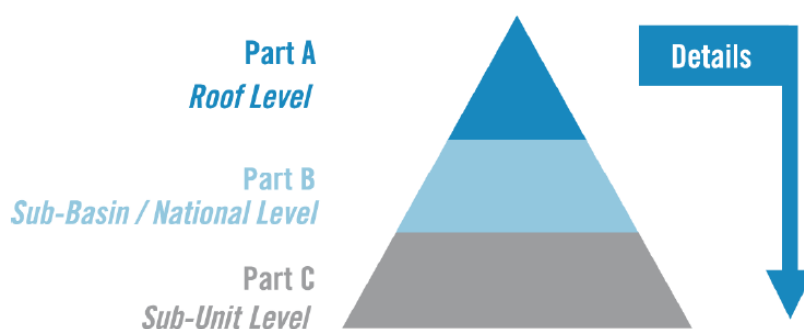 Part A
Roof Level
Details
Part B
Sub-Basin / National Level
Part C
Sub-Unit Level